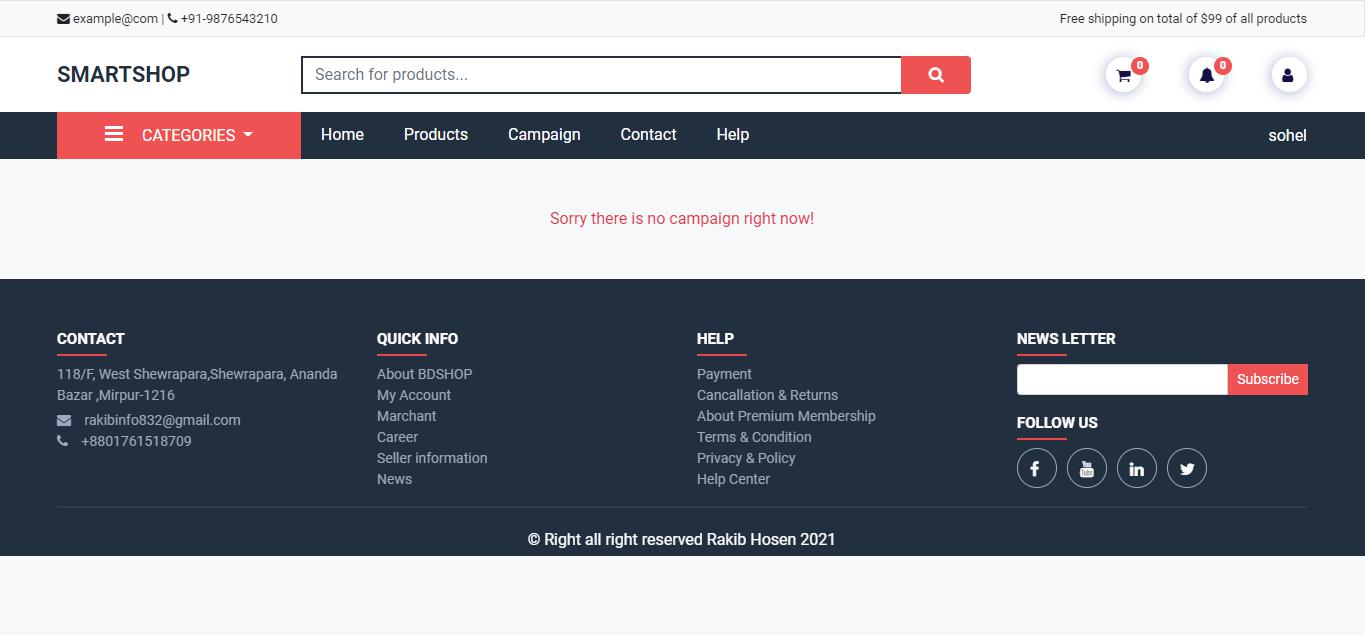 example@com | +91-9876543210
Free shipping on total of $99 of all products
SMARTSHOP
Search for products...
0
0
CATEGORIES
Home
Products
Campaign
Contact
Help
sohel
Sorry there is no campaign right now!
CONTACT
118/F, West Shewrapara,Shewrapara, Ananda
Bazar ,Mirpur-1216
rakibinfo832@gmail.com
+8801761518709
QUICK INFO
About BDSHOP
My Account
Marchant
Career
Seller information
News
HELP
Payment
Cancallation & Returns
About Premium Membership
Terms & Condition
Privacy & Policy
Help Center
NEWS LETTER
Subscribe
FOLLOW US
You
Tube
© Right all right reserved Rakib Hosen 2021